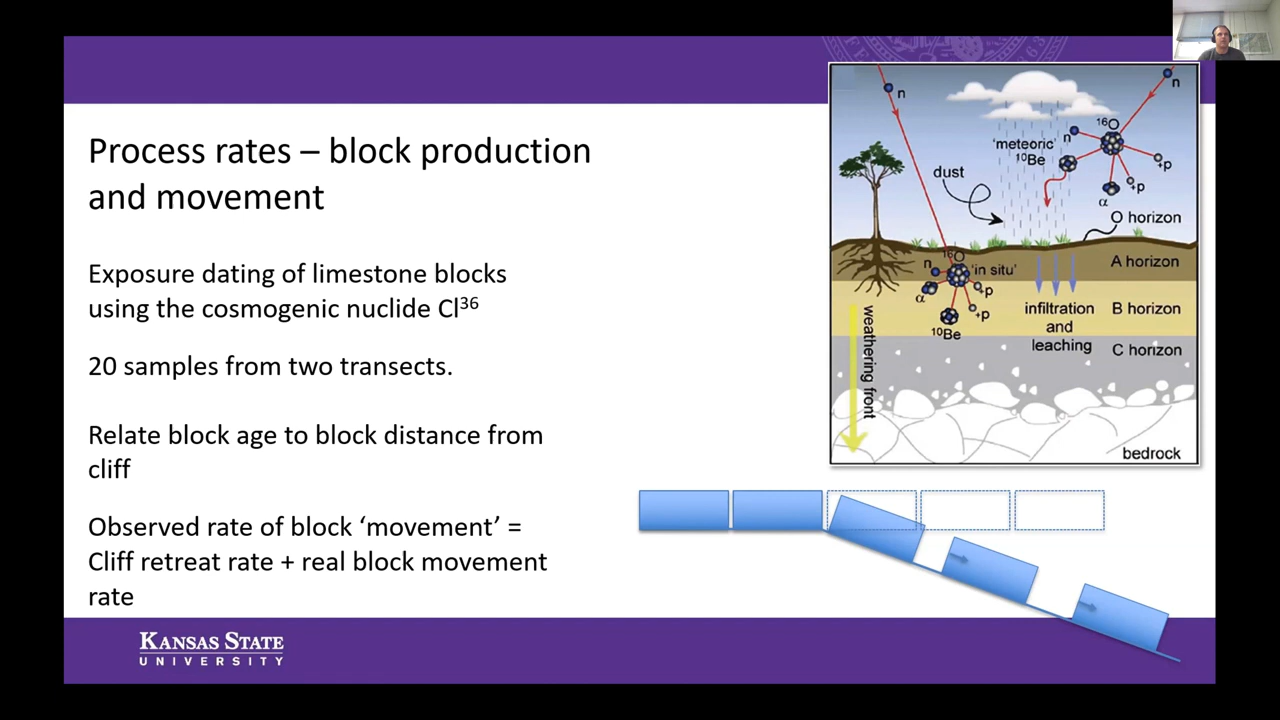 Process rates – block production
and movement
Exposure dating of limestone blocks
using the cosmogenic nuclide Cl³⁶
20 samples from two transects.
Relate block age to block distance from
cliff
Observed rate of block ‘movement’ =
Cliff retreat rate + real block movement
rate
n
n
16O
n
'meteoric'
10Be
+p
+p
α
dust
O horizon
16O
n
'in situ'
A horizon
α
+p
+p
10Be
infiltration
and
leaching
B horizon
C horizon
weathering front
bedrock
KANSAS STATE
UNIVERSITY